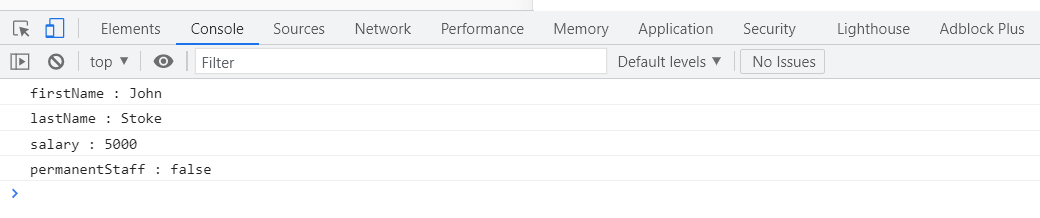 Elements Console Sources Network Performance Memory Application Security Lighthouse Adblock Plus
top ▼ Filter Default levels ▼ No Issues
firstName : John
lastName : Stoke
salary : 5000
permanentStaff : false